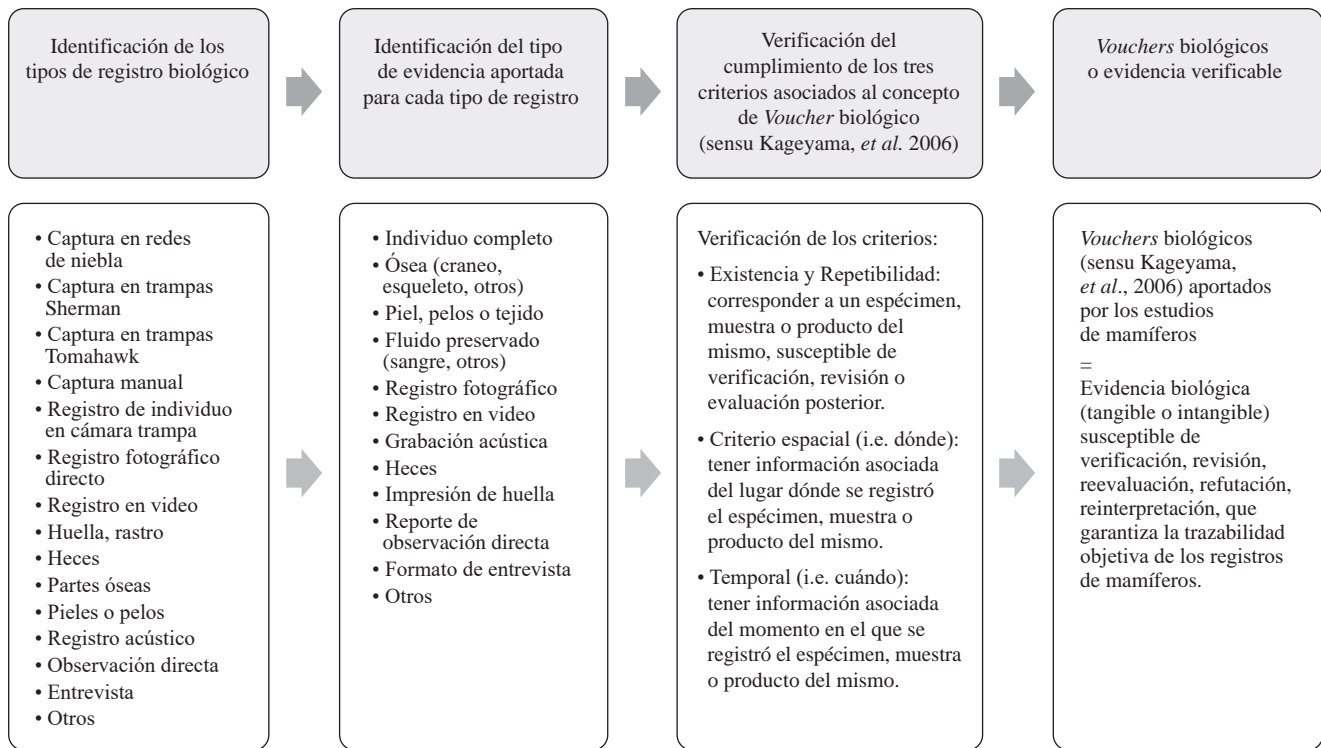 Identificación de los
tipos de registro biológico
Identificación del tipo
de evidencia aportada
para cada tipo de registro
Verificación del
cumplimiento de los tres
criterios asociados al concepto
de Voucher biológico
(sensu Kageyama, et al. 2006)
Vouchers biológicos
o evidencia verificable
• Captura en redes
de niebla
• Captura en trampas
Sherman
• Captura en trampas
Tomahawk
• Captura manual
• Registro de individuo
en cámara trampa
• Registro fotográfico
directo
• Registro en video
• Huella, rastro
• Heces
• Partes óseas
• Pieles o pelos
• Registro acústico
• Observación directa
• Entrevista
• Otros
• Individuo completo
• Ósea (craneo,
esqueleto, otros)
• Piel, pelos o tejido
• Fluido preservado
(sangre, otros)
• Registro fotográfico
• Registro en video
• Grabación acústica
• Heces
• Impresión de huella
• Reporte de
observación directa
• Formato de entrevista
• Otros
Verificación de los criterios:
• Existencia y Repetibilidad:
corresponder a un espécimen,
muestra o producto del
mismo, susceptible de
verificación, revisión o
evaluación posterior.
• Criterio espacial (i.e. dónde):
tener información asociada
del lugar dónde se registró
el espécimen, muestra o
producto del mismo.
• Temporal (i.e. cuándo):
tener información asociada
del momento en el que se
registró el espécimen, muestra
o producto del mismo.
Vouchers biológicos
(sensu Kageyama,
et al., 2006) aportados
por los estudios
de mamíferos
=
Evidencia biológica
(tangible o intangible)
susceptible de
verificación, revisión,
reevaluación, refutación,
reinterpretación, que
garantiza la trazabilidad
objetiva de los registros
de mamíferos.